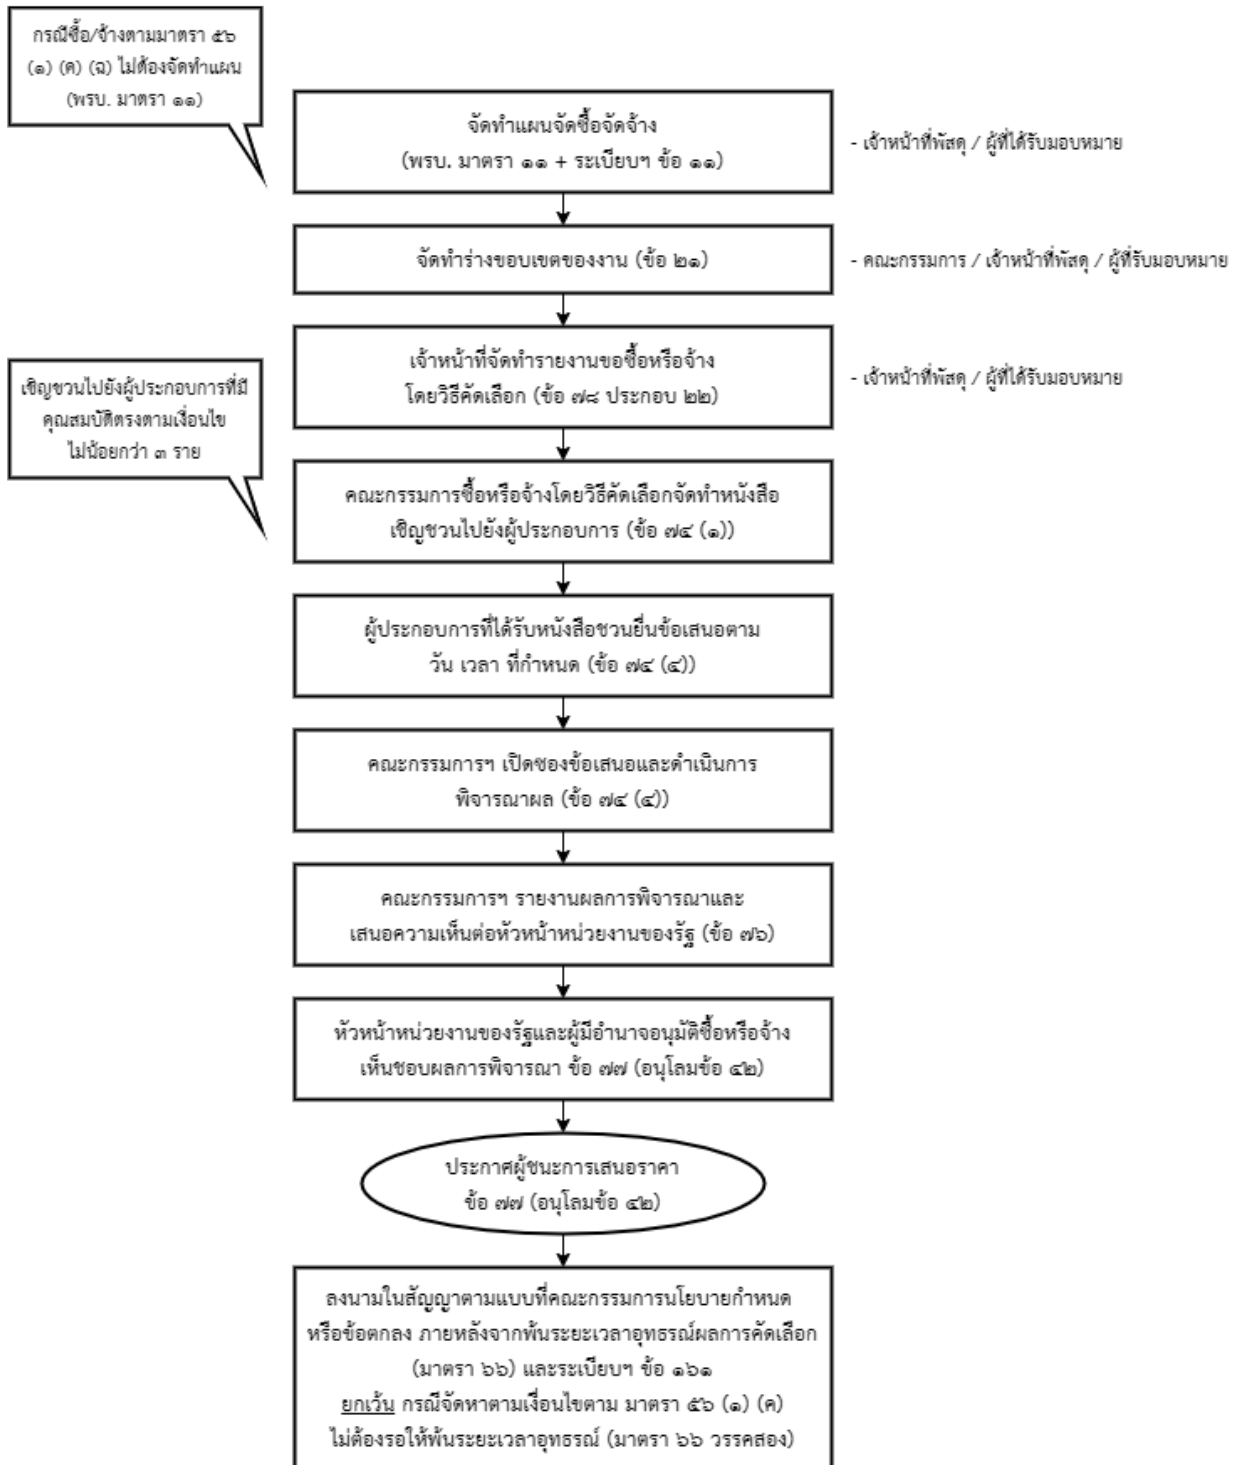 กรณีซื้อ/จ้างตามมาตรา ๕๖
(๑) (ค) (ฉ) ไม่ต้องจัดทำแผน
(พรบ. มาตรา ๑๑)
จัดทำแผนจัดซื้อจัดจ้าง
(พรบ. มาตรา ๑๑ + ระเบียบฯ ข้อ ๑๑)
- เจ้าหน้าที่พัสดุ / ผู้ที่ได้รับมอบหมาย
จัดทำร่างขอบเขตของงาน (ข้อ ๒๑)
- คณะกรรมการ / เจ้าหน้าที่พัสดุ / ผู้ที่รับมอบหมาย
เจ้าหน้าที่จัดทำรายงานขอซื้อหรือจ้าง
โดยวิธีคัดเลือก (ข้อ ๗๘ ประกอบ ๒๒)
- เจ้าหน้าที่พัสดุ / ผู้ที่ได้รับมอบหมาย
เชิญชวนไปยังผู้ประกอบการที่มี
คุณสมบัติตรงตามเงื่อนไข
ไม่น้อยกว่า ๓ ราย
คณะกรรมการซื้อหรือจ้างโดยวิธีคัดเลือกจัดทำหนังสือ
เชิญชวนไปยังผู้ประกอบการ (ข้อ ๗๔ (๑))
ผู้ประกอบการที่ได้รับหนังสือชวนยื่นข้อเสนอตาม
วัน เวลา ที่กำหนด (ข้อ ๗๔ (๔))
คณะกรรมการฯ เปิดซองข้อเสนอและดำเนินการ
พิจารณาผล (ข้อ ๗๔ (๔))
คณะกรรมการฯ รายงานผลการพิจารณาและ
เสนอความเห็นต่อหัวหน้าหน่วยงานของรัฐ (ข้อ ๗๖)
หัวหน้าหน่วยงานของรัฐและผู้มีอำนาจอนุมัติซื้อหรือจ้าง
เห็นชอบผลการพิจารณา ข้อ ๗๗ (อนุโลมข้อ ๔๒)
ประกาศผู้ชนะการเสนอราคา
ข้อ ๗๗ (อนุโลมข้อ ๔๒)
ลงนามในสัญญาตามแบบที่คณะกรรมการนโยบายกำหนด
หรือข้อตกลง ภายหลังจากพ้นระยะเวลาอุทธรณ์ผลการคัดเลือก
(มาตรา ๖๖) และระเบียบฯ ข้อ ๑๖๑
ยกเว้น กรณีจัดหาตามเงื่อนไขตาม มาตรา ๕๖ (๑) (ค)
ไม่ต้องรอให้พ้นระยะเวลาอุทธรณ์ (มาตรา ๖๖ วรรคสอง)